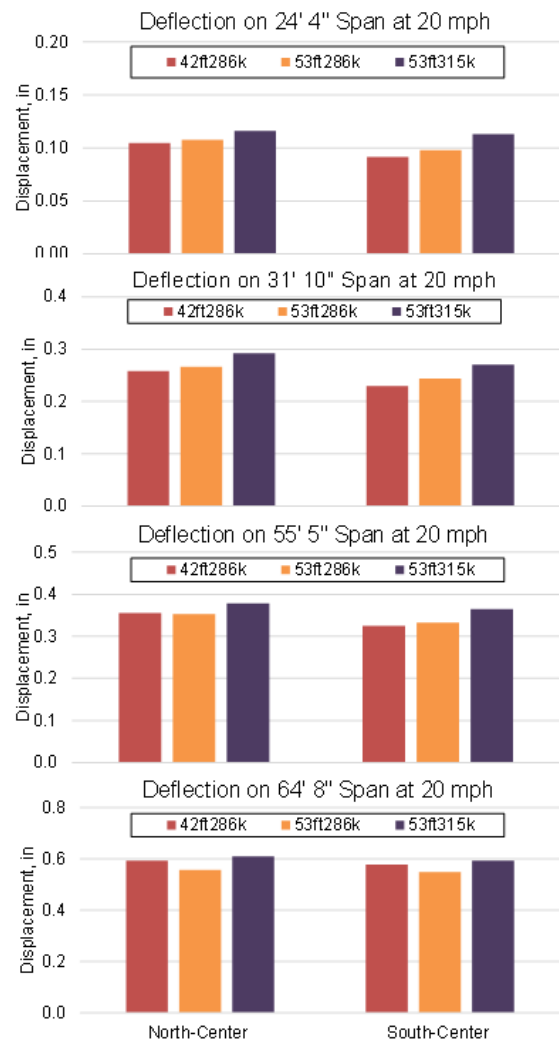 Deflection on 24' 4" Span at 20 mph
0.20
42ft286k 53ft286k 53ft315k
0.15
0.10
0.05
0.00
Displacement, in
Deflection on 31' 10" Span at 20 mph
0.4
42ft286k 53ft286k 53ft315k
0.3
0.2
0.1
0.0
Displacement, in
Deflection on 55' 5" Span at 20 mph
0.5
42ft286k 53ft286k 53ft315k
0.4
0.3
0.2
0.1
0.0
Displacement, in
Deflection on 64' 8" Span at 20 mph
0.8
42ft286k 53ft286k 53ft315k
0.6
0.4
0.2
0.0
Displacement, in
North-Center South-Center